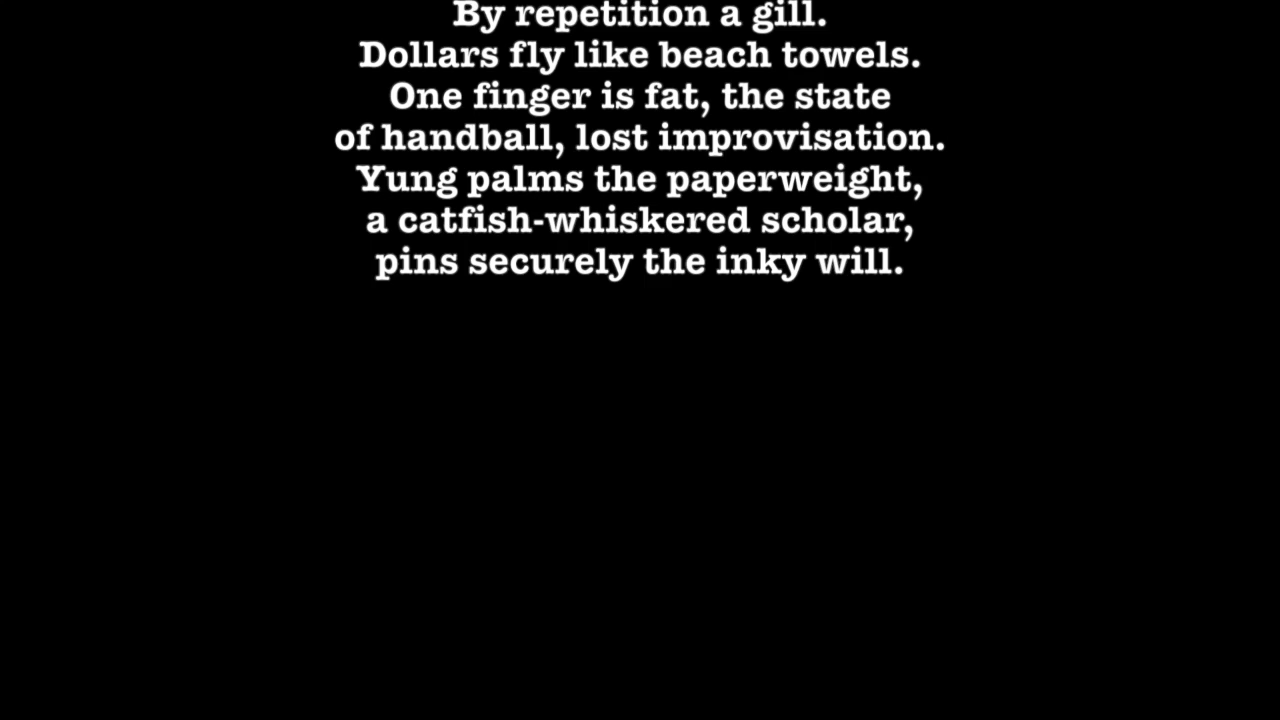 By repetition a gill.
Dollars fly like beach towels.
One finger is fat, the state
of handball, lost improvisation.
Yung palms the paperweight,
a catfish-whiskered scholar,
pins securely the inky will.